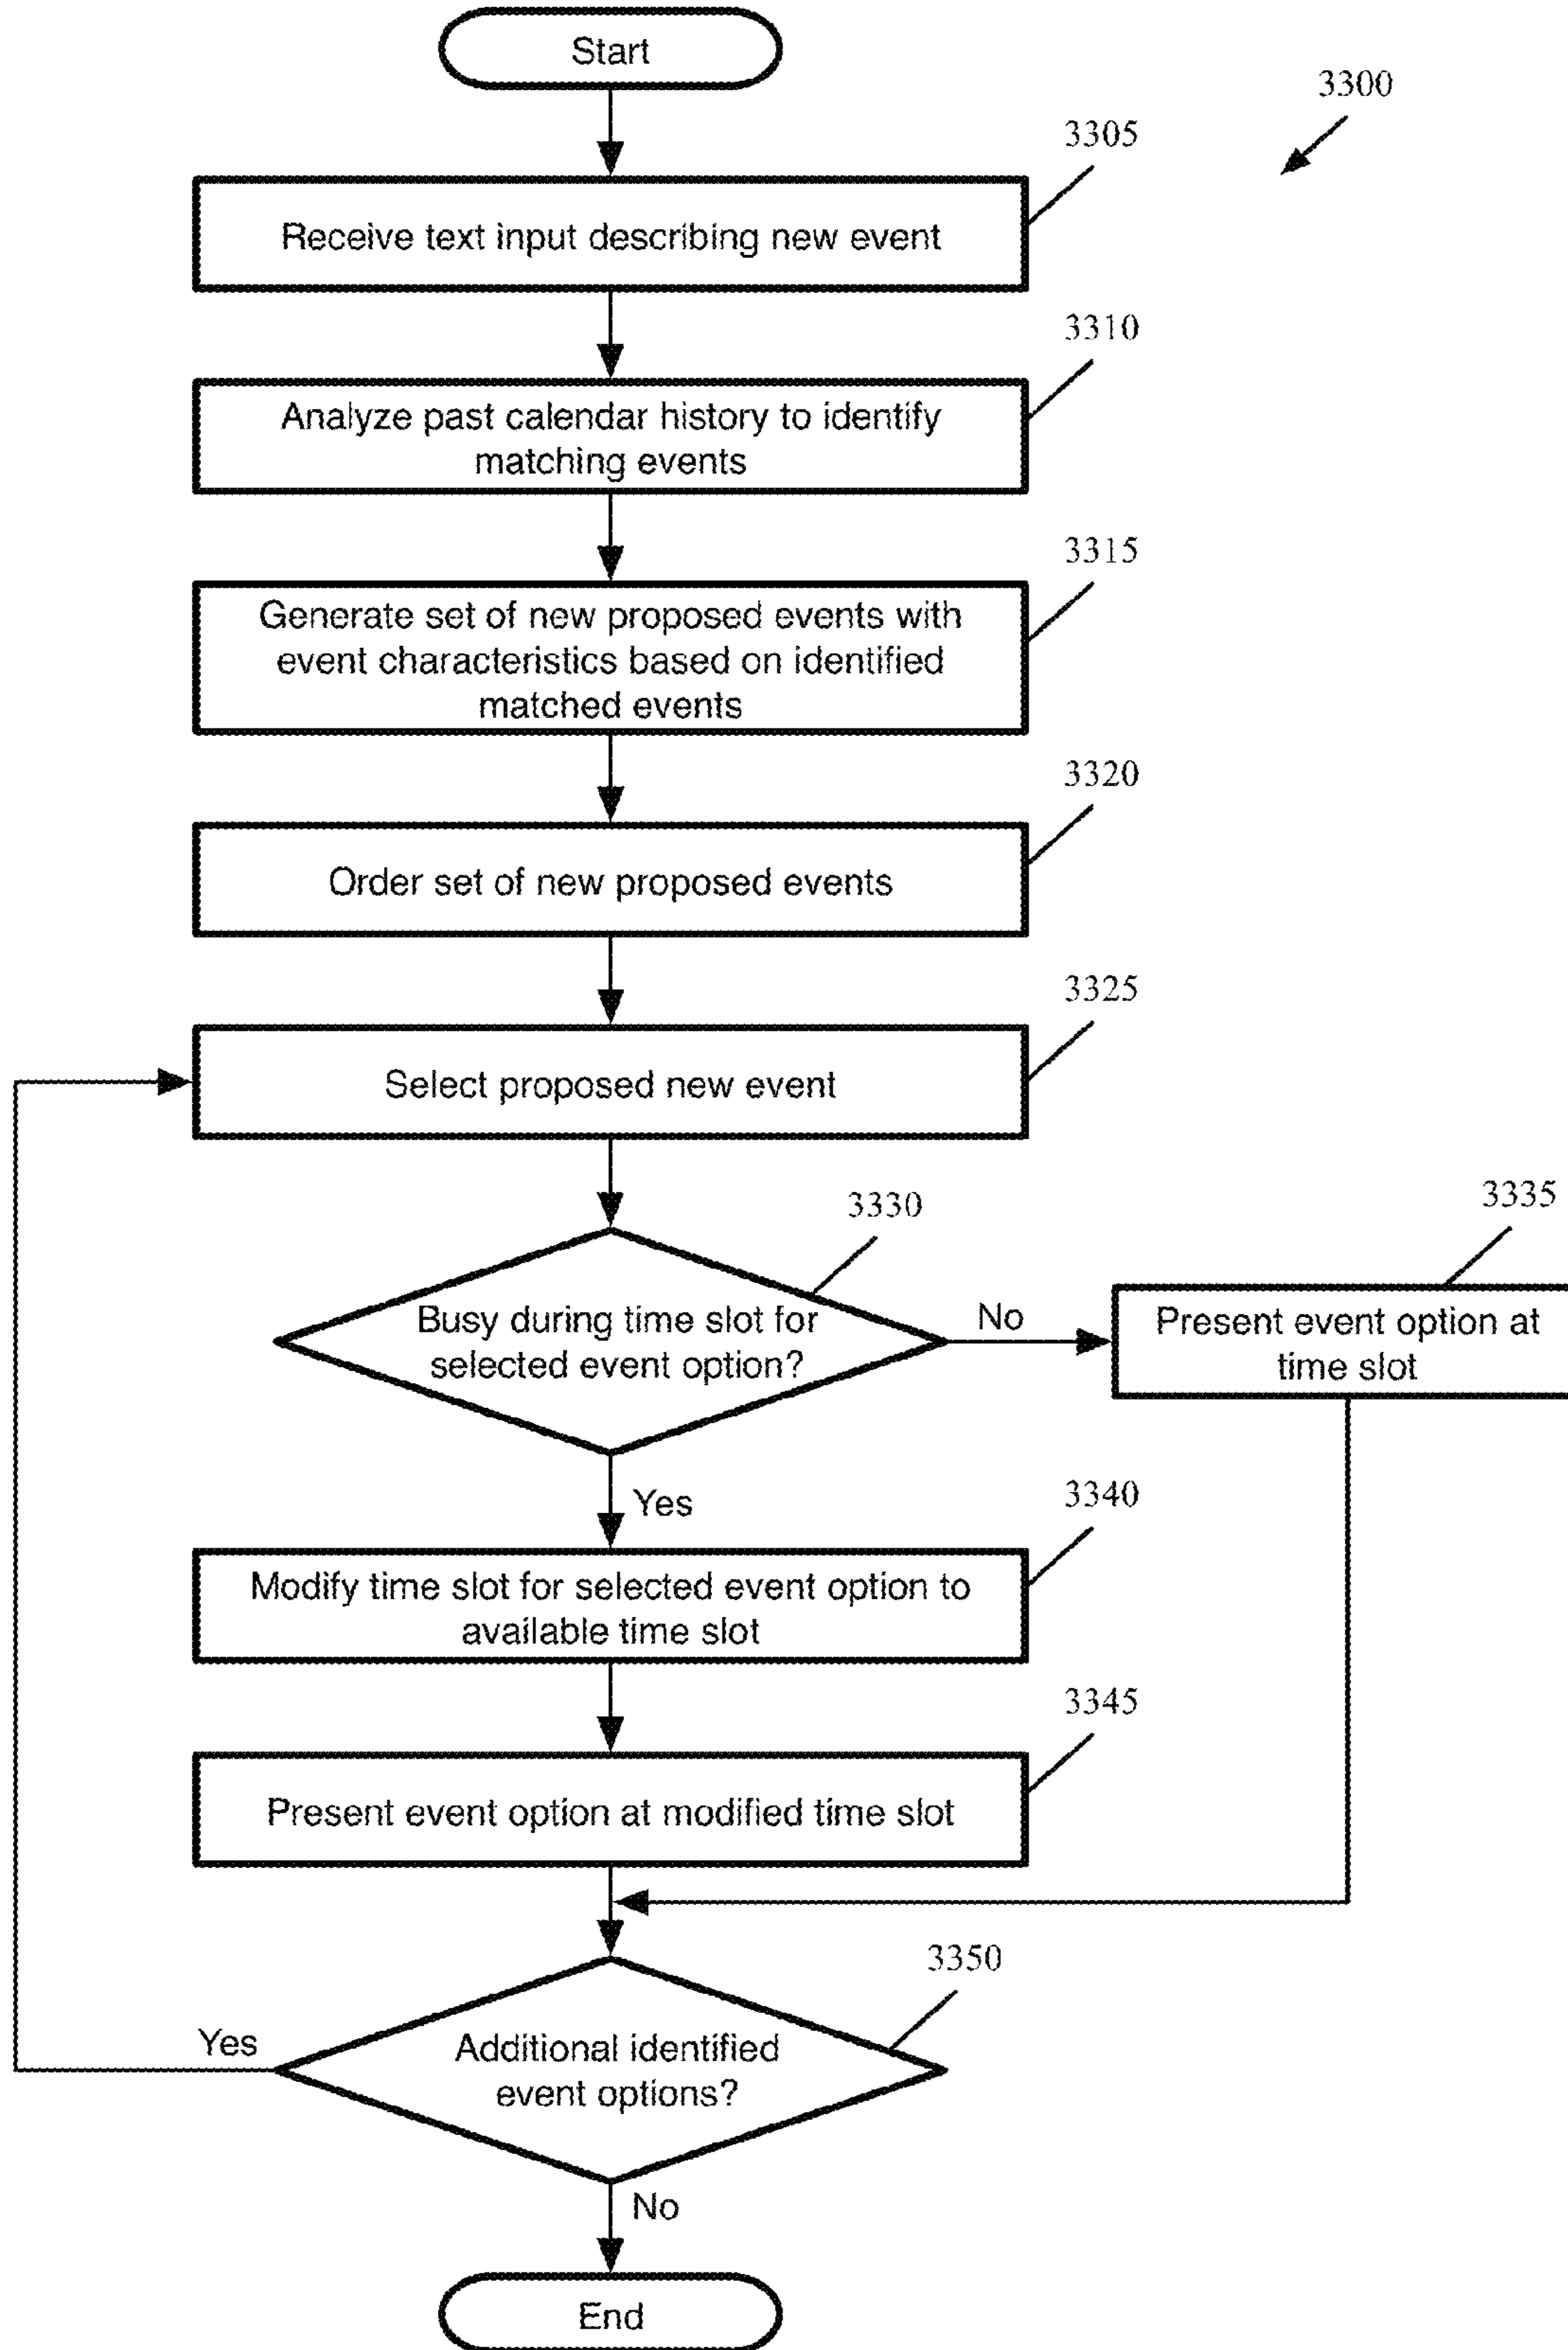 Start
3300
3305
Receive text input describing new event
3310
Analyze past calendar history to identify
matching events
3315
Generate set of new proposed events with
event characteristics based on identified
matched events
3320
Order set of new proposed events
3325
Select proposed new event
3330
Busy during time slot for
selected event option?
No
3335
Present event option at
time slot
Yes
3340
Modify time slot for selected event option to
available time slot
3345
Present event option at modified time slot
3350
Additional identified
event options?
Yes
No
End